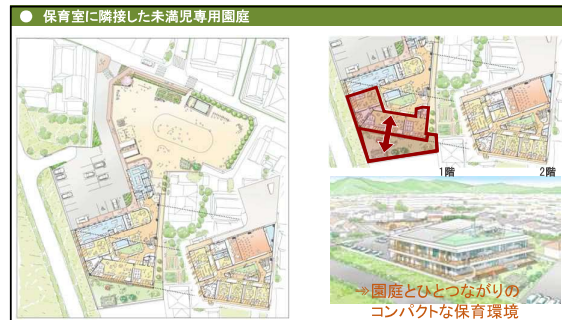 ● 保育室に隣接した未満児専用園庭
1階
2階
→園庭とひとつながりの
コンパクトな保育環境